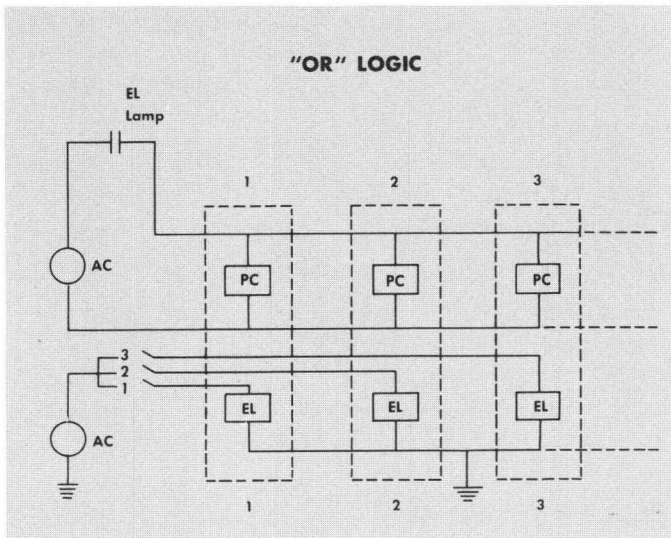 "OR" LOGIC
EL
Lamp
1 2 3
AC
PC PC PC
3
2
1
EL EL EL
AC
1 2 3